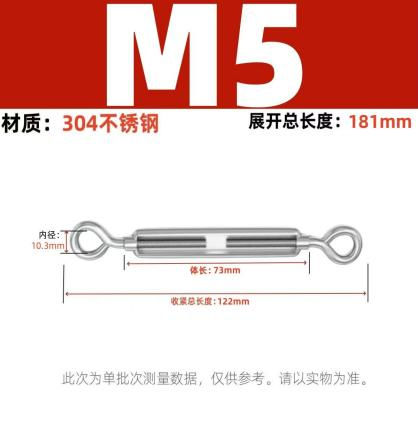 M5
材质：304不锈钢 展开总长度：181mm
内径：
10.3mm
体长：73mm
收紧总长度：122mm
此次为单批次测量数据，仅供参考。请以实物为准。